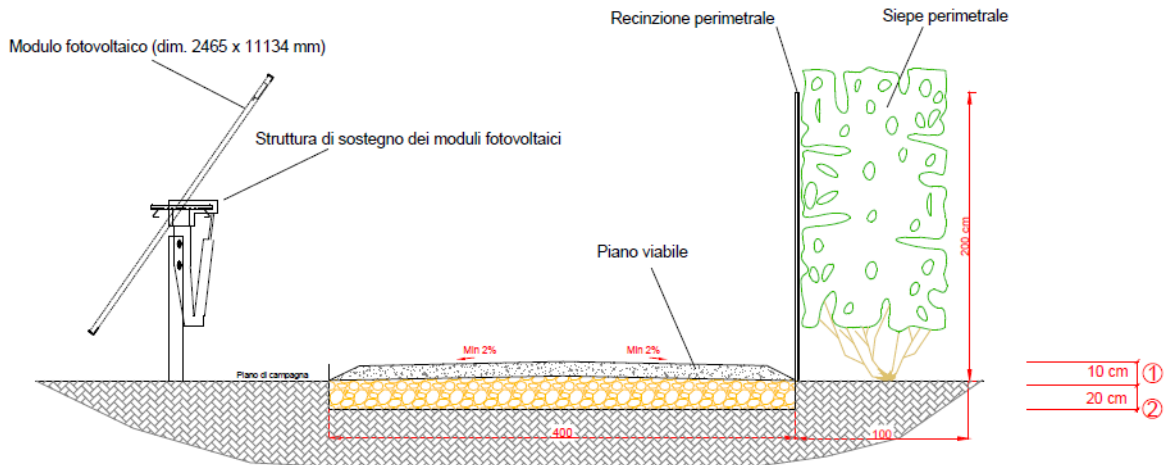 Recinzione perimetrale
Siepe perimetrale
Modulo fotovoltaico (dim. 2465 x 11134 mm)
Struttura di sostegno dei moduli fotovoltaici
200 cm
Piano viabile
Min 2%
Min 2%
Piano di campagna
10 cm ①
20 cm ②
400
100